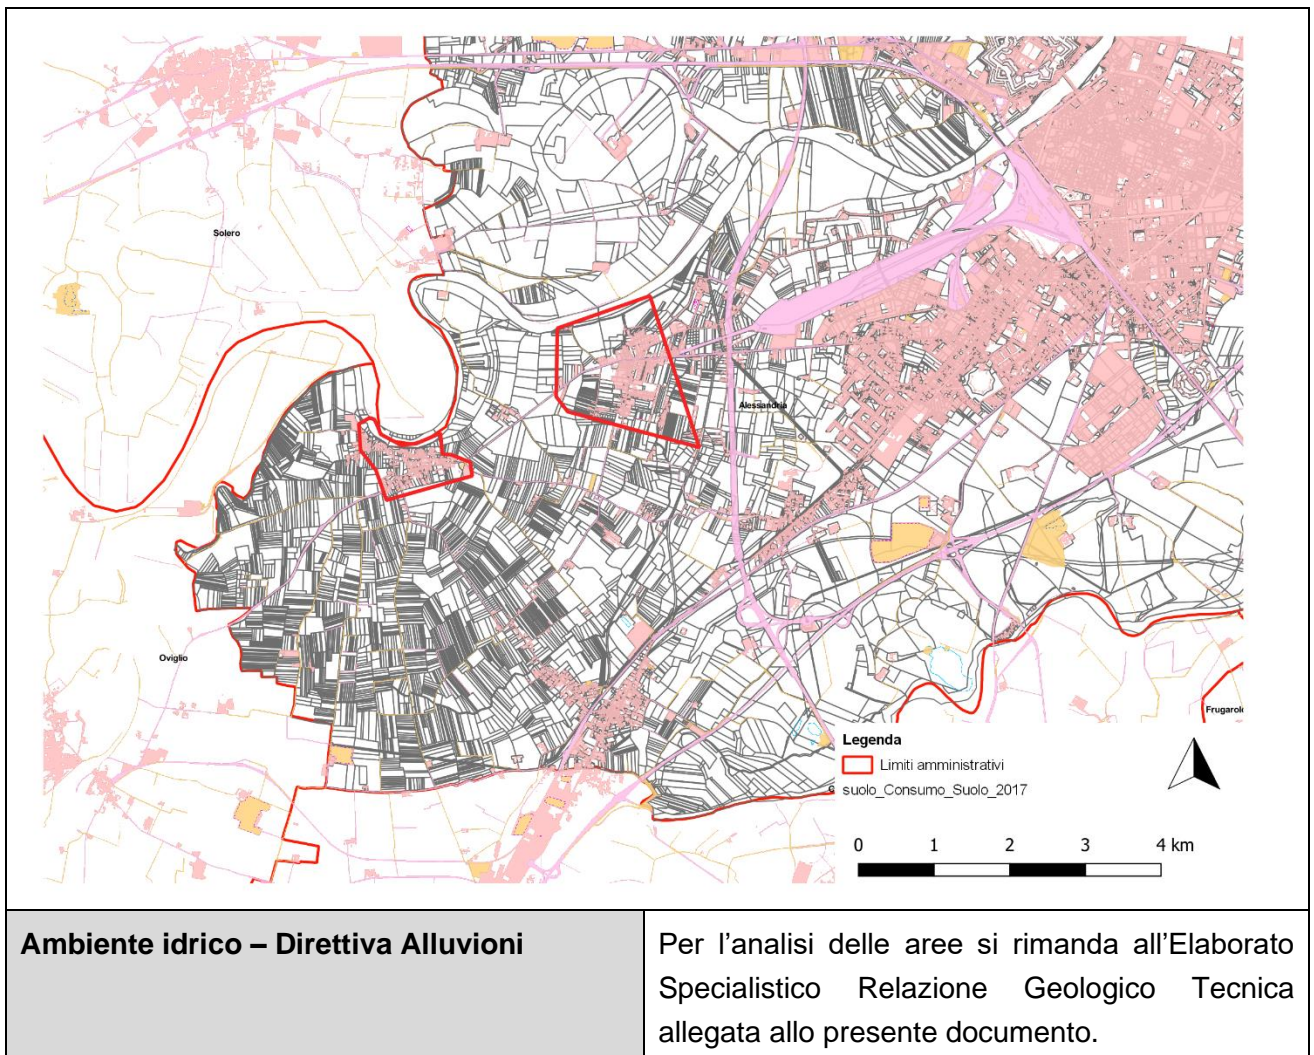 Solero
Alessandria
Oviglio
Frugarolo
Legenda
Limiti amministrativi
suolo_Consumo_Suolo_2017
0 1 2 3 4 km
Ambiente idrico – Direttiva Alluvioni
Per l’analisi delle aree si rimanda all’Elaborato
Specialistico Relazione Geologico Tecnica
allegata allo presente documento.